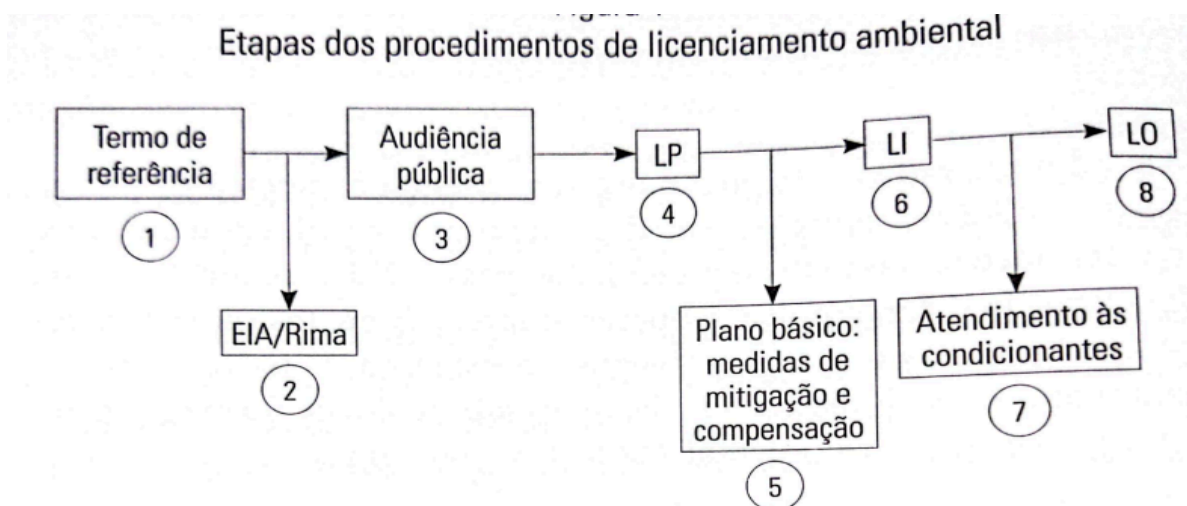 Etapas dos procedimentos de licenciamento ambiental
Termo de
referência
1
EIA/Rima
2
Audiência
pública
3
LP
4
Plano básico:
medidas de
mitigação e
compensação
5
LI
6
Atendimento às
condicionantes
7
LO
8